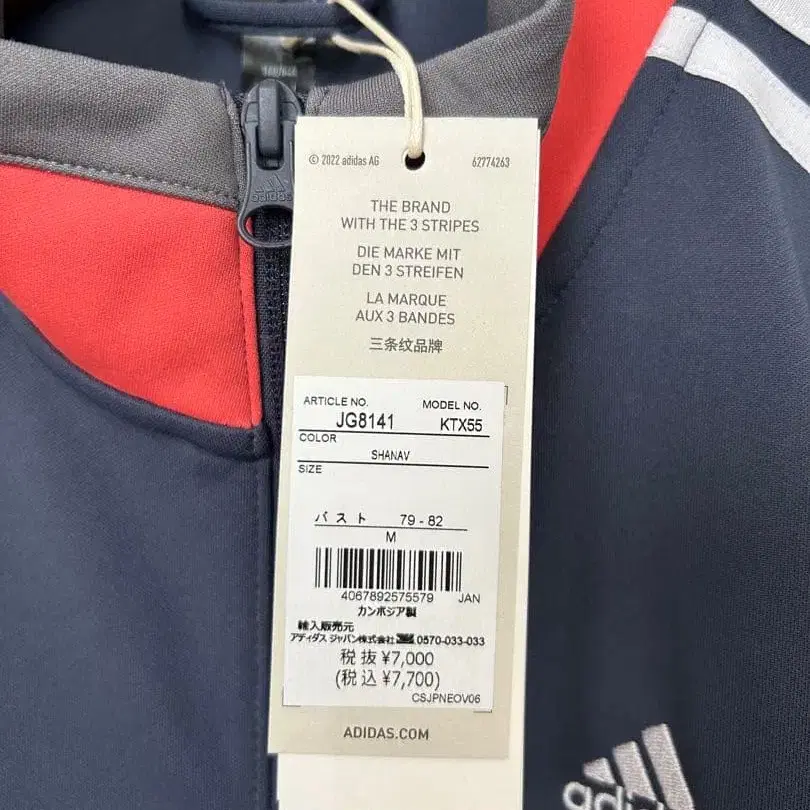 adidas
© 2022 adidas AG 62774263
THE BRAND
WITH THE 3 STRIPES
DIE MARKE MIT
DEN 3 STREIFEN
LA MARQUE
AUX 3 BANDES
三条纹品牌
ARTICLE NO. MODEL NO.
JG8141 KTX55
COLOR
SHANAV
SIZE
バスト 79 - 82
M
4067892575579 JAN
カンボジア製
輸入販売元
アディダス ジャパン株式会社 0570-033-033
税 抜 ¥7,000
(税 込 ¥7,700)
CSJPNEOV06
ADIDAS.COM
adidas